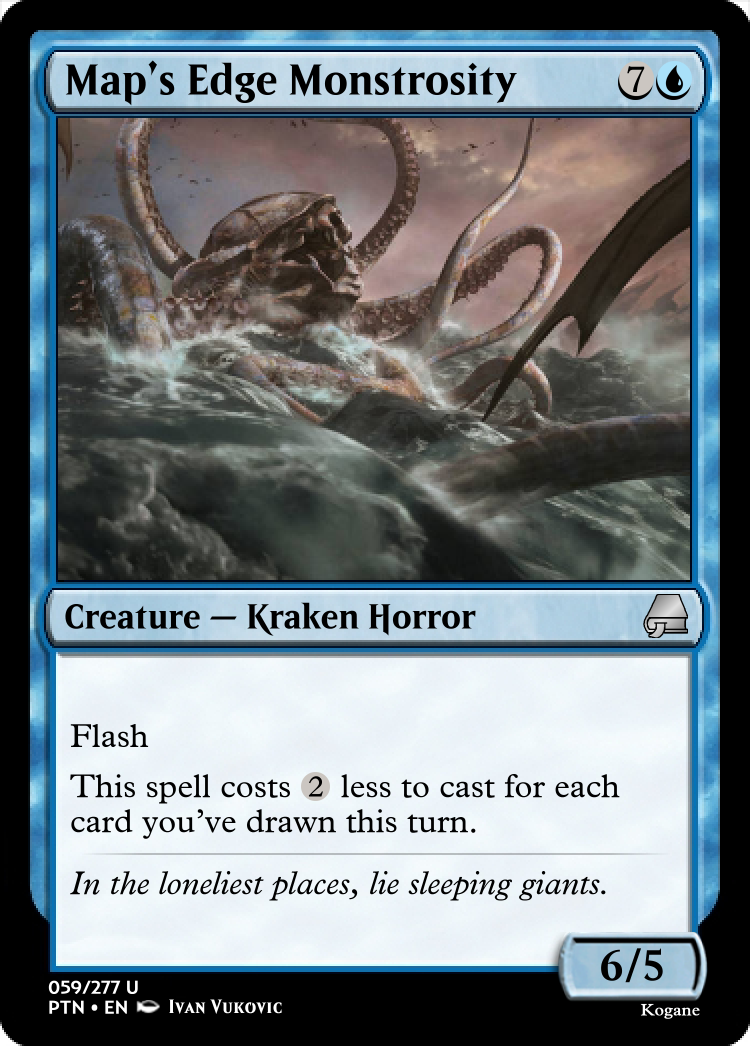 Map's Edge Monstrosity 7
Creature — Kraken Horror
Flash
This spell costs 2 less to cast for each
card you've drawn this turn.
In the loneliest places, lie sleeping giants.
6/5
059/277 U
PTN • EN Ivan Vukovic
Kogane